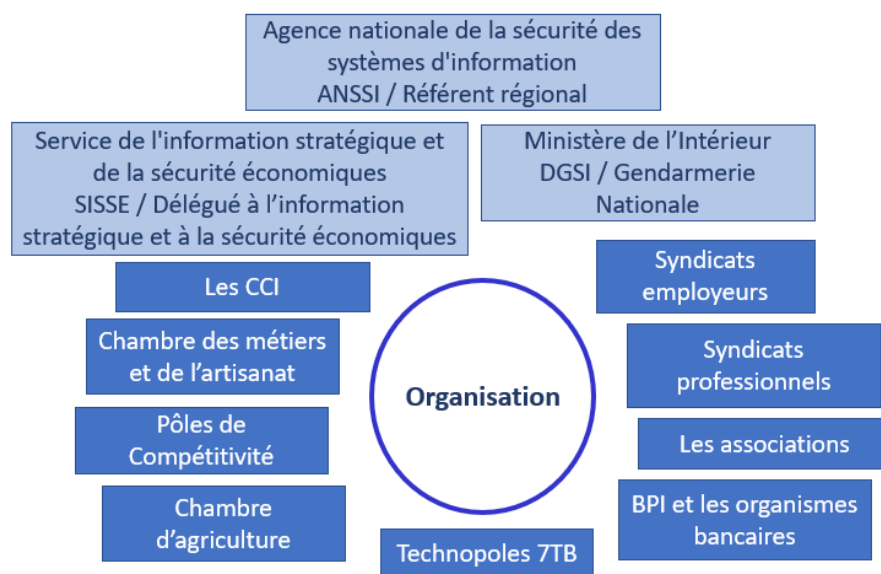 Agence nationale de la sécurité des
systèmes d'information
ANSSI / Référent régional
Service de l'information stratégique et
de la sécurité économiques
SISSE / Délégué à l’information
stratégique et à la sécurité économiques
Ministère de l’Intérieur
DGSI / Gendarmerie
Nationale
Les CCI
Syndicats
employeurs
Chambre des métiers
et de l’artisanat
Syndicats
professionnels
Organisation
Pôles de
Compétitivité
Les associations
Chambre
d’agriculture
BPI et les organismes
bancaires
Technopoles 7TB